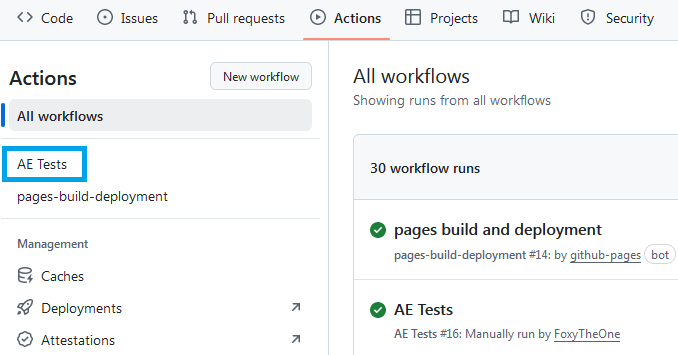 Code Issues Pull requests Actions Projects Wiki Security
Actions New workflow
All workflows
AE Tests
pages-build-deployment
Management
Caches
Deployments
Attestations
All workflows
Showing runs from all workflows
30 workflow runs
pages build and deployment
pages-build-deployment #14: by github-pages bot
AE Tests
AE Tests #16: Manually run by FoxyTheOne